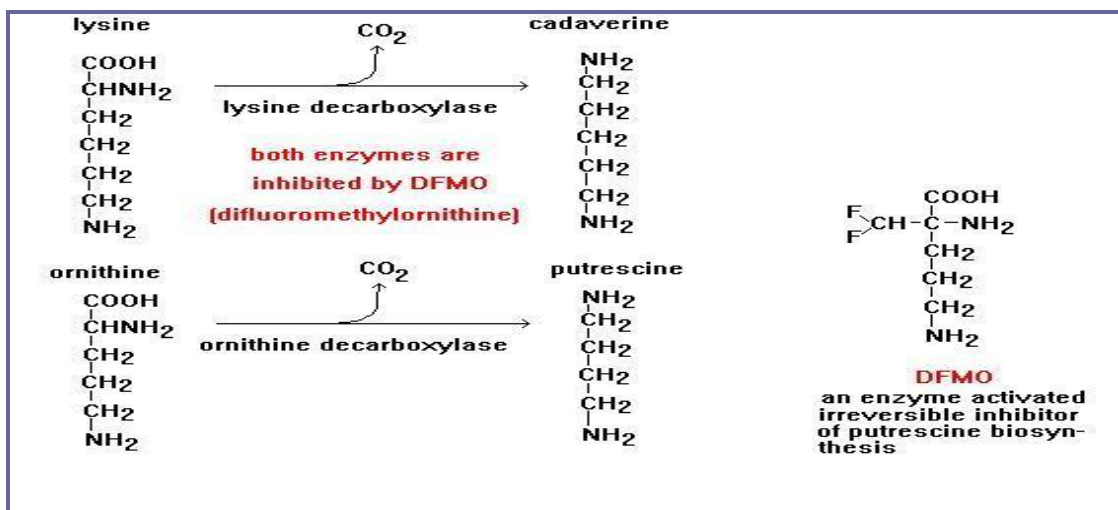 lysine
COOH
CHNH2
CH2
CH2
CH2
CH2
NH2
CO2
lysine decarboxylase
cadaverine
NH2
CH2
CH2
CH2
CH2
CH2
NH2
both enzymes are
inhibited by DFMO
(difluoromethylornithine)
ornithine
COOH
CHNH2
CH2
CH2
CH2
NH2
CO2
ornithine decarboxylase
putrescine
NH2
CH2
CH2
CH2
CH2
NH2
COOH
F
F CH-C-NH2
CH2
CH2
CH2
NH2
DFMO
an enzyme activated
irreversible inhibitor
of putrescine biosyn-
thesis